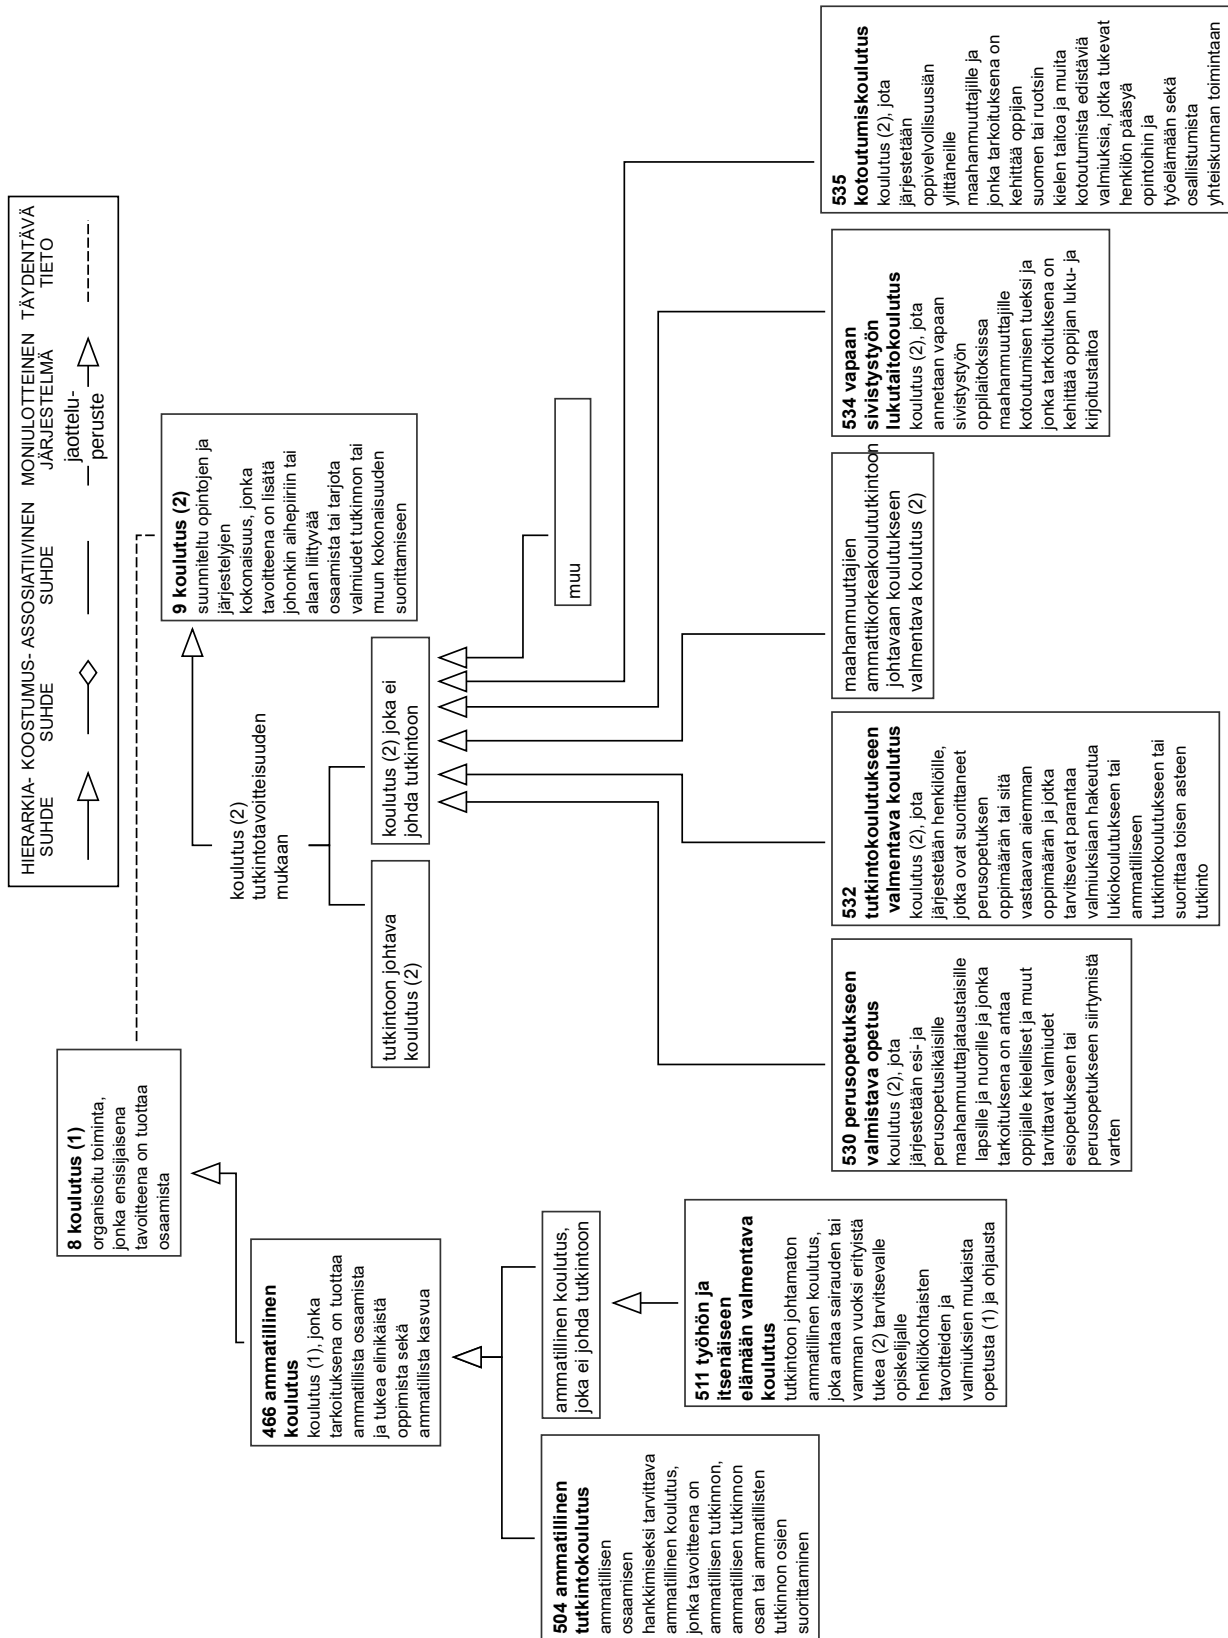 HIERARKIA-
SUHDE
KOOSTUMUS-
SUHDE
ASSOSIATIIVINEN
SUHDE
MONIULOTTEINEN
JÄRJESTELMÄ
jaottelu-
peruste
TÄYDENTÄVÄ
TIETO
8 koulutus (1)
organisoitu toiminta,
jonka ensisijaisena
tavoitteena on tuottaa
osaamista
9 koulutus (2)
suunniteltu opintojen ja
järjestelyjen
kokonaisuus, jonka
tavoitteena on lisätä
johonkin aihepiiriin tai
alaan liittyvää
osaamista tai tarjota
valmiudet tutkinnon tai
muun kokonaisuuden
suorittamiseen
466 ammatillinen
koulutus
koulutus (1), jonka
tarkoituksena on tuottaa
ammatillista osaamista
ja tukea elinikäistä
oppimista sekä
ammatillista kasvua
koulutus (2)
tutkintotavoitteisuuden
mukaan
tutkintoon johtava
koulutus (2)
koulutus (2) joka ei
johda tutkintoon
504 ammatillinen
tutkintokoulutus
ammatillisen
osaamisen
hankkimiseksi tarvittava
ammatillinen koulutus,
jonka tavoitteena on
ammatillisen tutkinnon,
ammatillisen tutkinnon
osan tai ammatillisten
tutkinnon osien
suorittaminen
ammatillinen koulutus,
joka ei johda tutkintoon
muu
511 työhön ja
itsenäiseen
elämään valmentava
koulutus
tutkintoon johtamaton
ammatillinen koulutus,
joka antaa sairauden tai
vamman vuoksi erityistä
tukea (2) tarvitsevalle
opiskelijalle
henkilökohtaisten
tavoitteiden ja
valmiuksien mukaista
opetusta (1) ja ohjausta
530 perusopetukseen
valmistava opetus
koulutus (2), jota
järjestetään esi- ja
perusopetusikäisille
maahanmuuttajataustaisille
lapsille ja nuorille ja jonka
tarkoituksena on antaa
oppijalle kielelliset ja muut
tarvittavat valmiudet
esiopetukseen tai
perusopetukseen siirtymistä
varten
532
tutkintokoulutukseen
valmentava koulutus
koulutus (2), jota
järjestetään henkilöille,
jotka ovat suorittaneet
perusopetuksen
oppimäärän tai sitä
vastaavan aiemman
oppimäärän ja jotka
tarvitsevat parantaa
valmiuksiaan hakeutua
lukiokoulutukseen tai
ammatilliseen
tutkintokoulutukseen tai
suorittaa toisen asteen
tutkinto
maahanmuuttajien
ammattikorkeakoulututkintoon
johtavaan koulutukseen
valmentava koulutus (2)
534 vapaan
sivistystyön
lukutaitokoulutus
koulutus (2), jota
annetaan vapaan
sivistystyön
oppilaitoksissa
maahanmuuttajille
kotoutumisen tueksi ja
jonka tarkoituksena on
kehittää oppijan luku- ja
kirjoitustaitoa
535
kotoutumiskoulutus
koulutus (2), jota
järjestetään
oppivelvollisuusiän
ylittäneille
maahanmuuttajille ja
jonka tarkoituksena on
kehittää oppijan
suomen tai ruotsin
kielen taitoa ja muita
kotoutumista edistäviä
valmiuksia, jotka tukevat
henkilön pääsyä
opintoihin ja
työelämään sekä
osallistumista
yhteiskunnan toimintaan